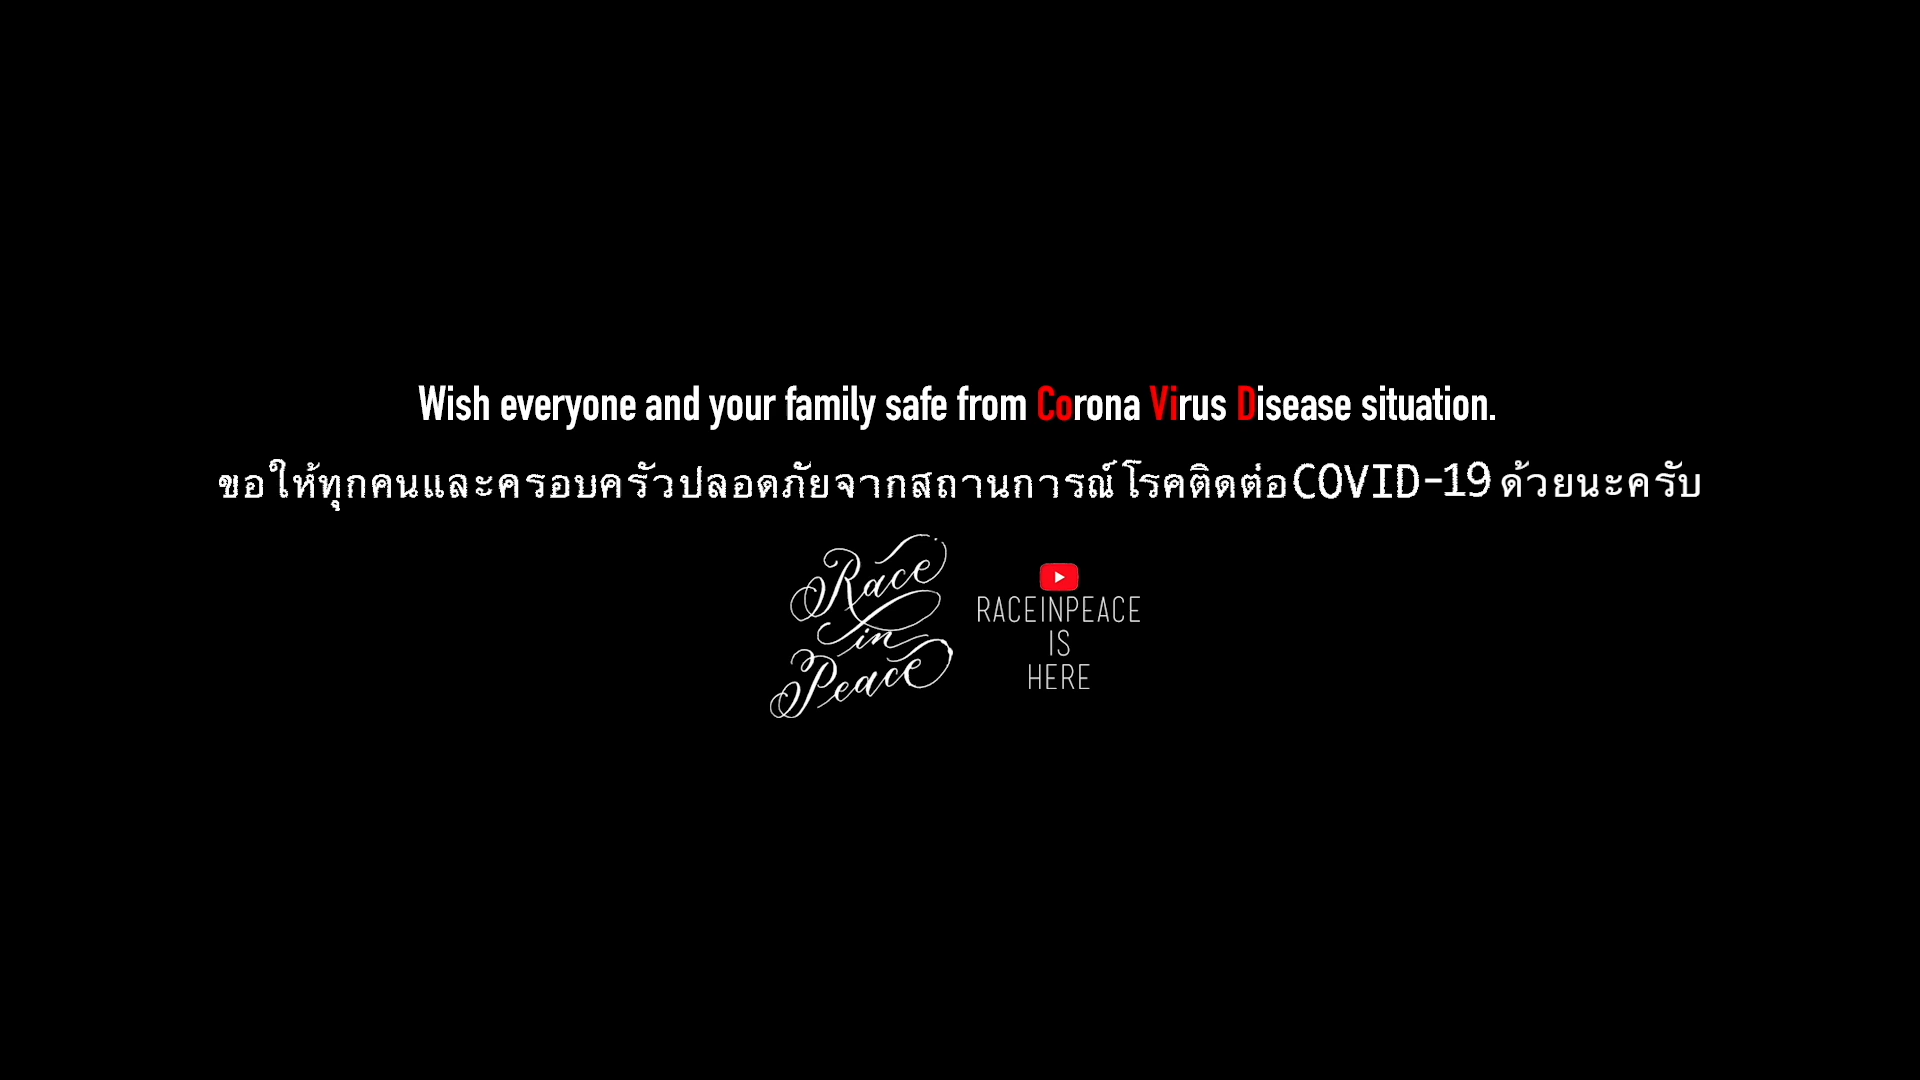 Wish everyone and your family safe from Corona Virus Disease situation.
ขอให้ทุกคนและครอบครัวปลอดภัยจากสถานการณ์โรคติดต่อCOVID-19ด้วยนะครับ
Race
in
Peace
RACEINPEACE
IS
HERE